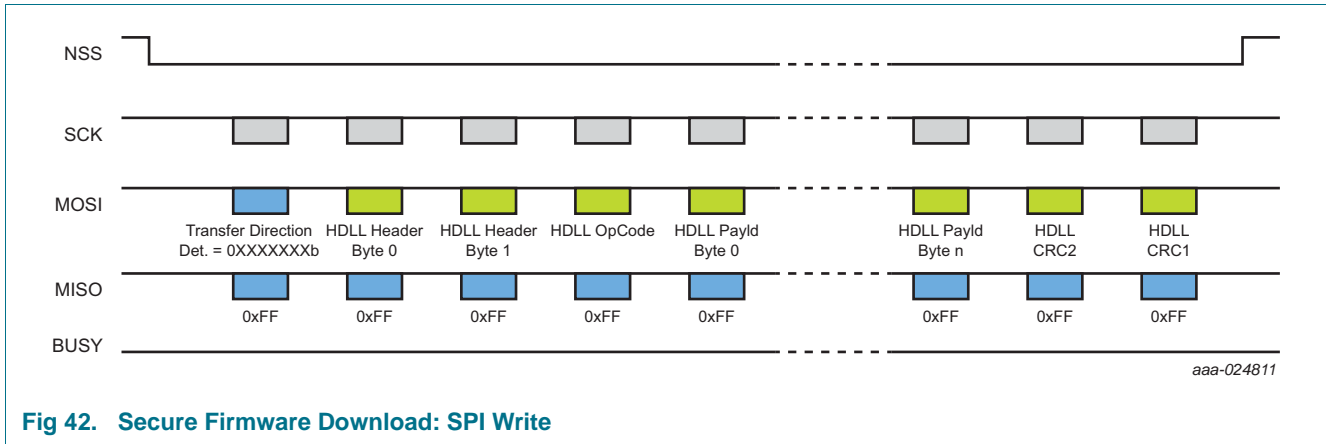 NSS
SCK
MOSI
Transfer Direction HDLL Header HDLL Header HDLL OpCode HDLL Payld HDLL Payld HDLL HDLL
Det. = 0XXXXXXXb Byte 0 Byte 1 Byte 0 Byte n CRC2 CRC1
MISO
0xFF 0xFF 0xFF 0xFF 0xFF 0xFF 0xFF 0xFF
BUSY
aaa-024811
Fig 42. Secure Firmware Download: SPI Write